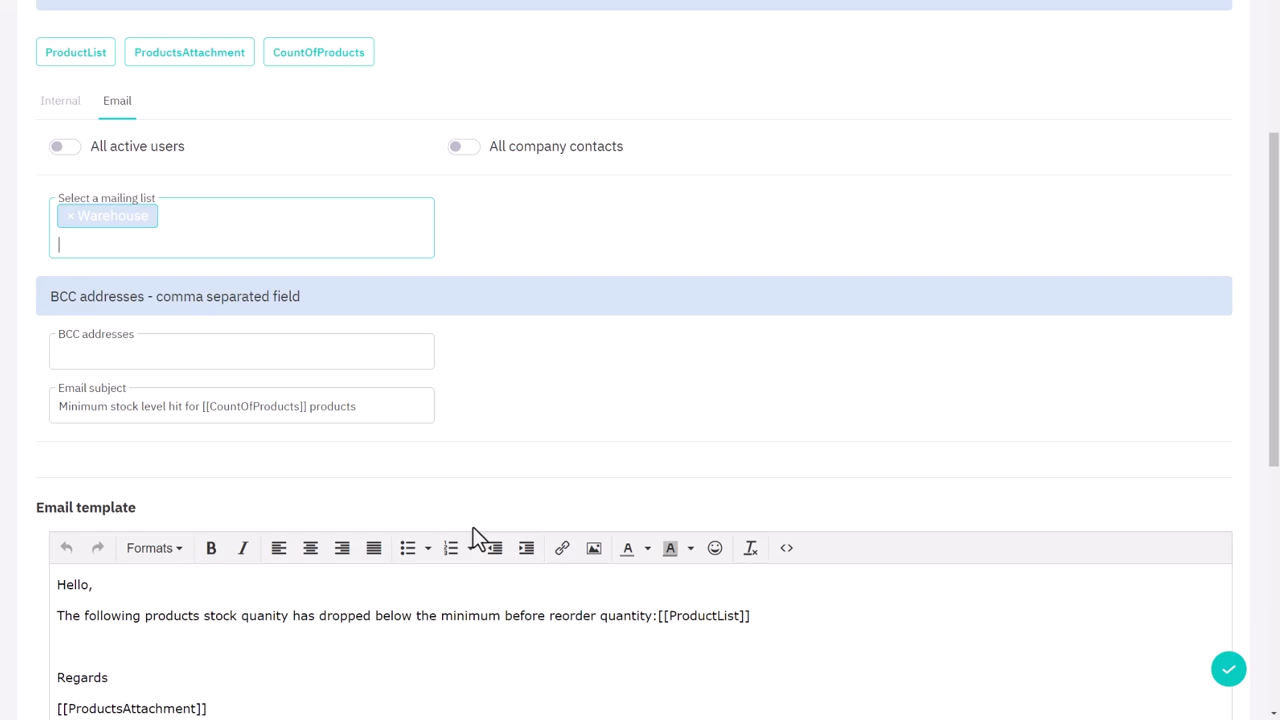 ProductList ProductsAttachment CountOfProducts
Internal Email
All active users All company contacts
Select a mailing list
× Warehouse
BCC addresses - comma separated field
BCC addresses
Email subject
Minimum stock level hit for [[CountOfProducts]] products
Email template
Formats
Hello,
The following products stock quanity has dropped below the minimum before reorder quantity:[[ProductList]]
Regards
[[ProductsAttachment]]